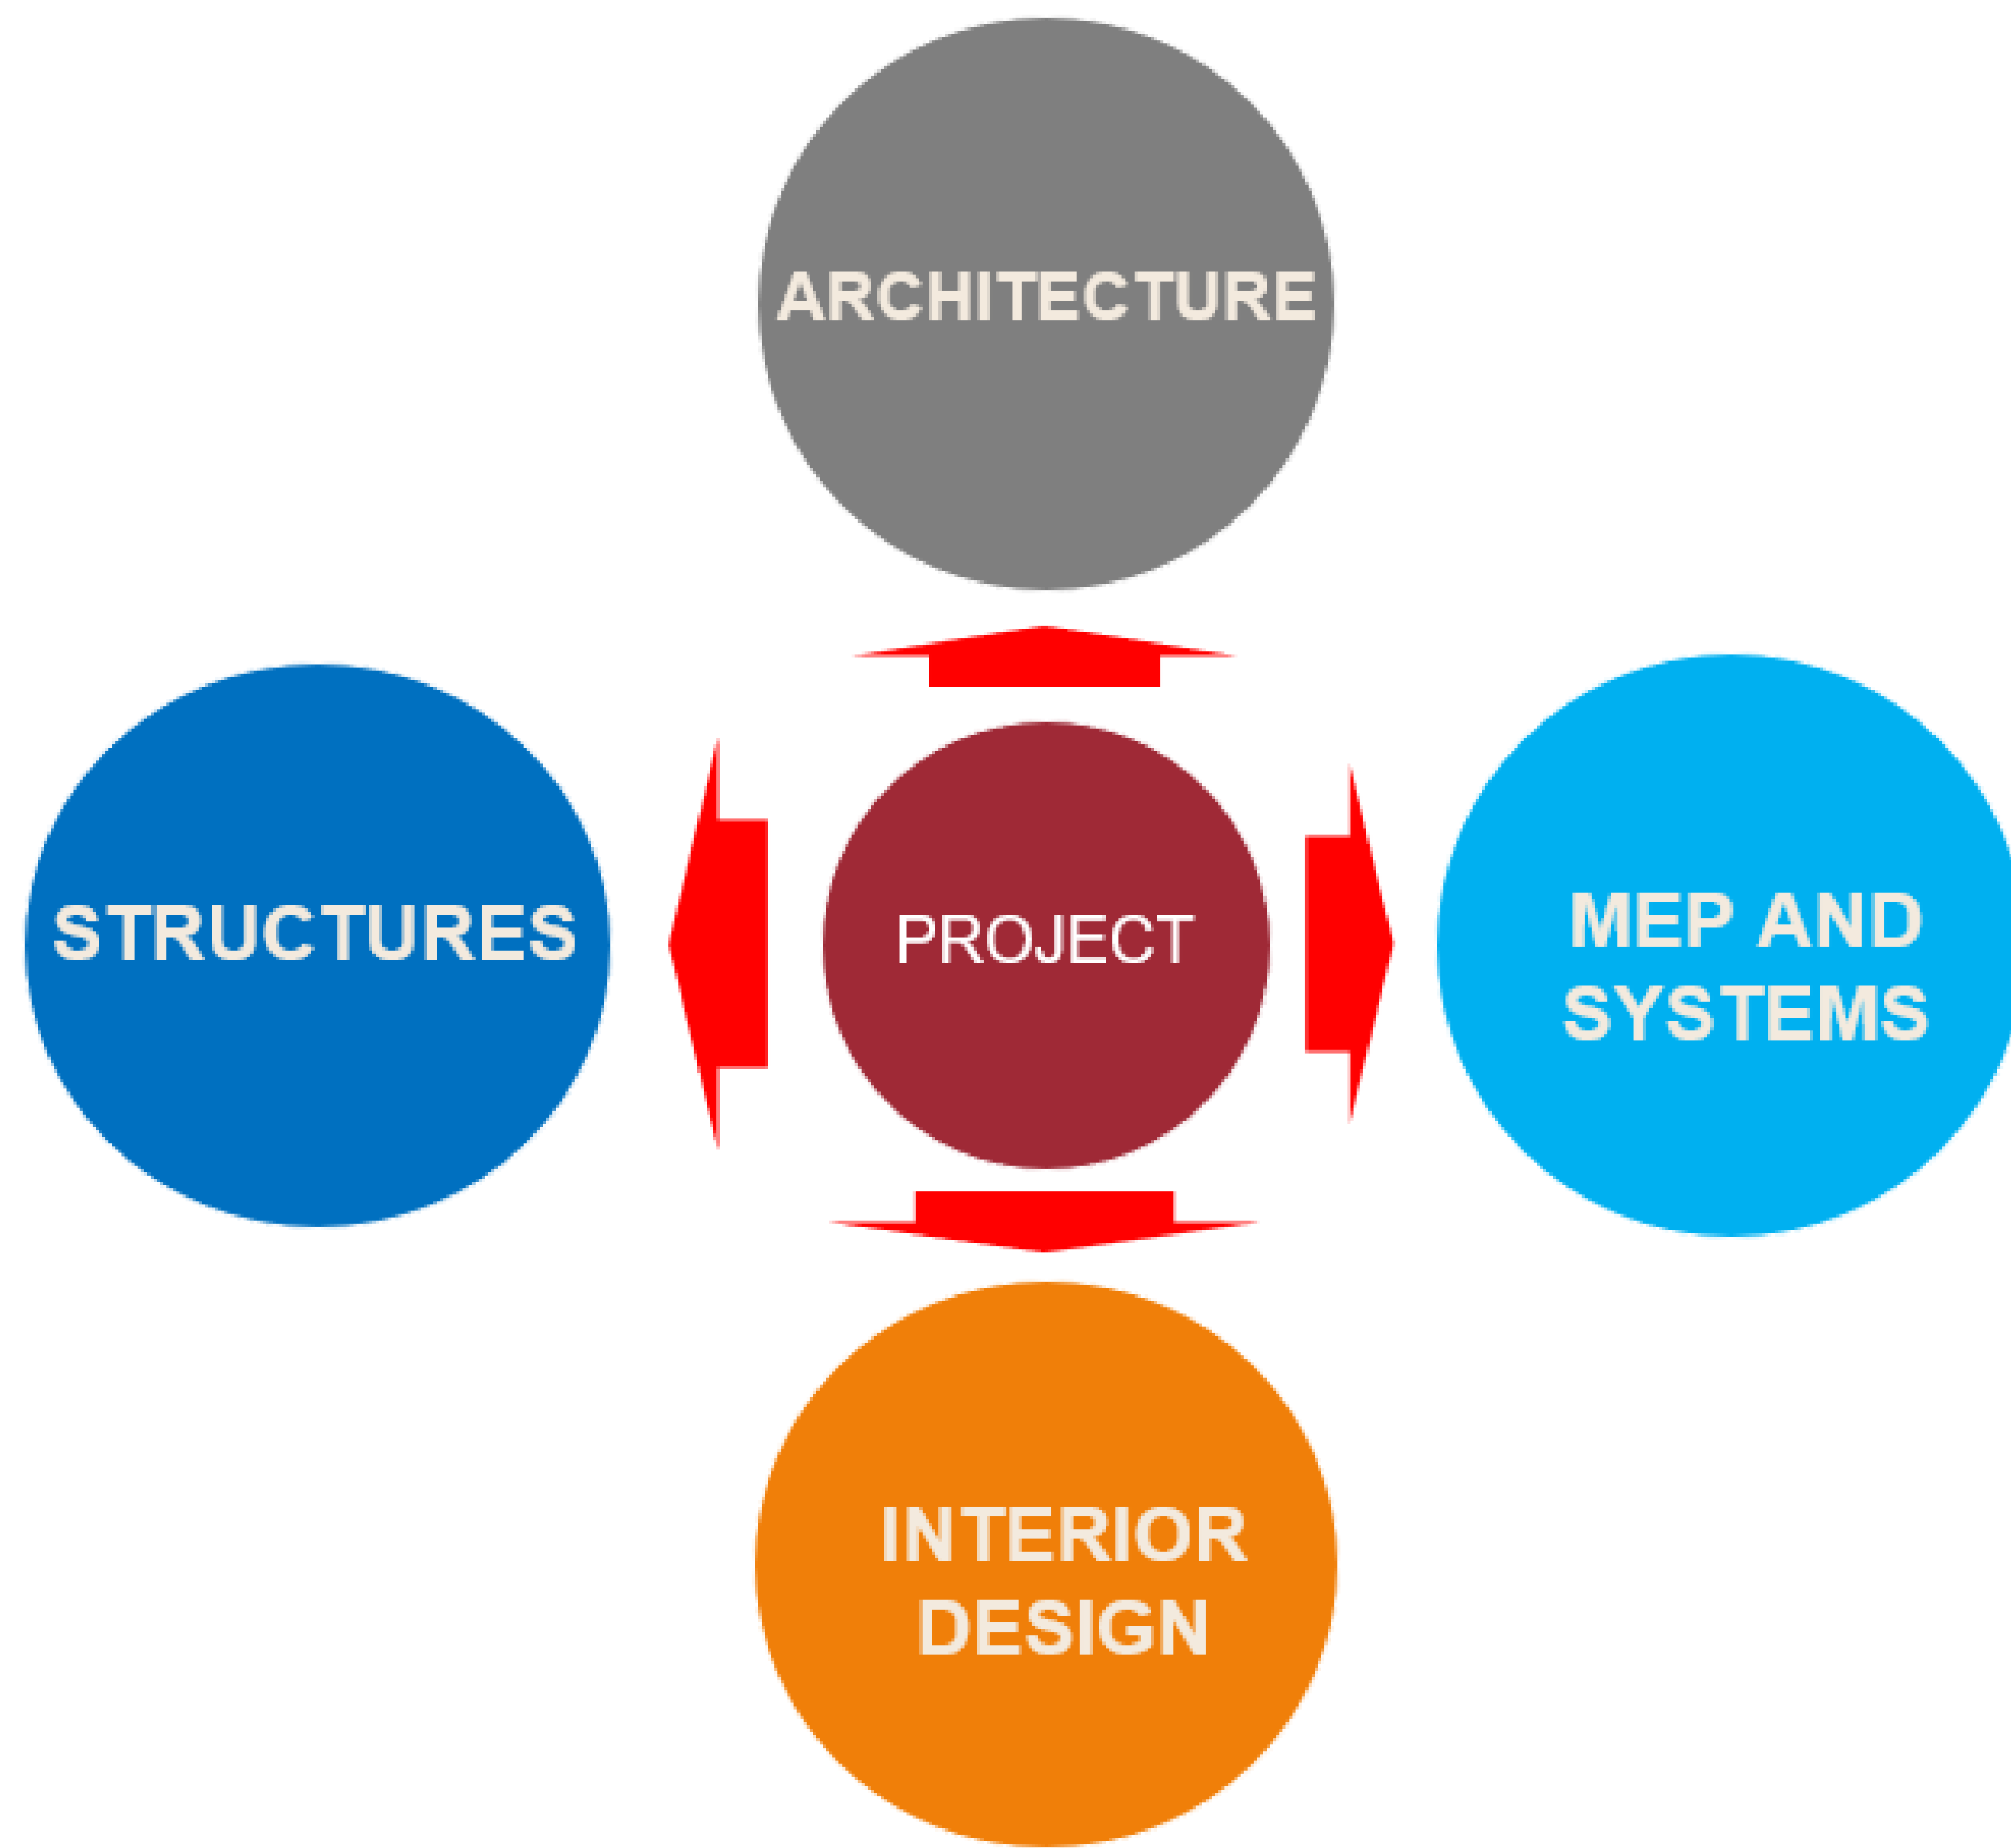 ARCHITECTURE
STRUCTURES
PROJECT
MEP AND
SYSTEMS
INTERIOR
DESIGN